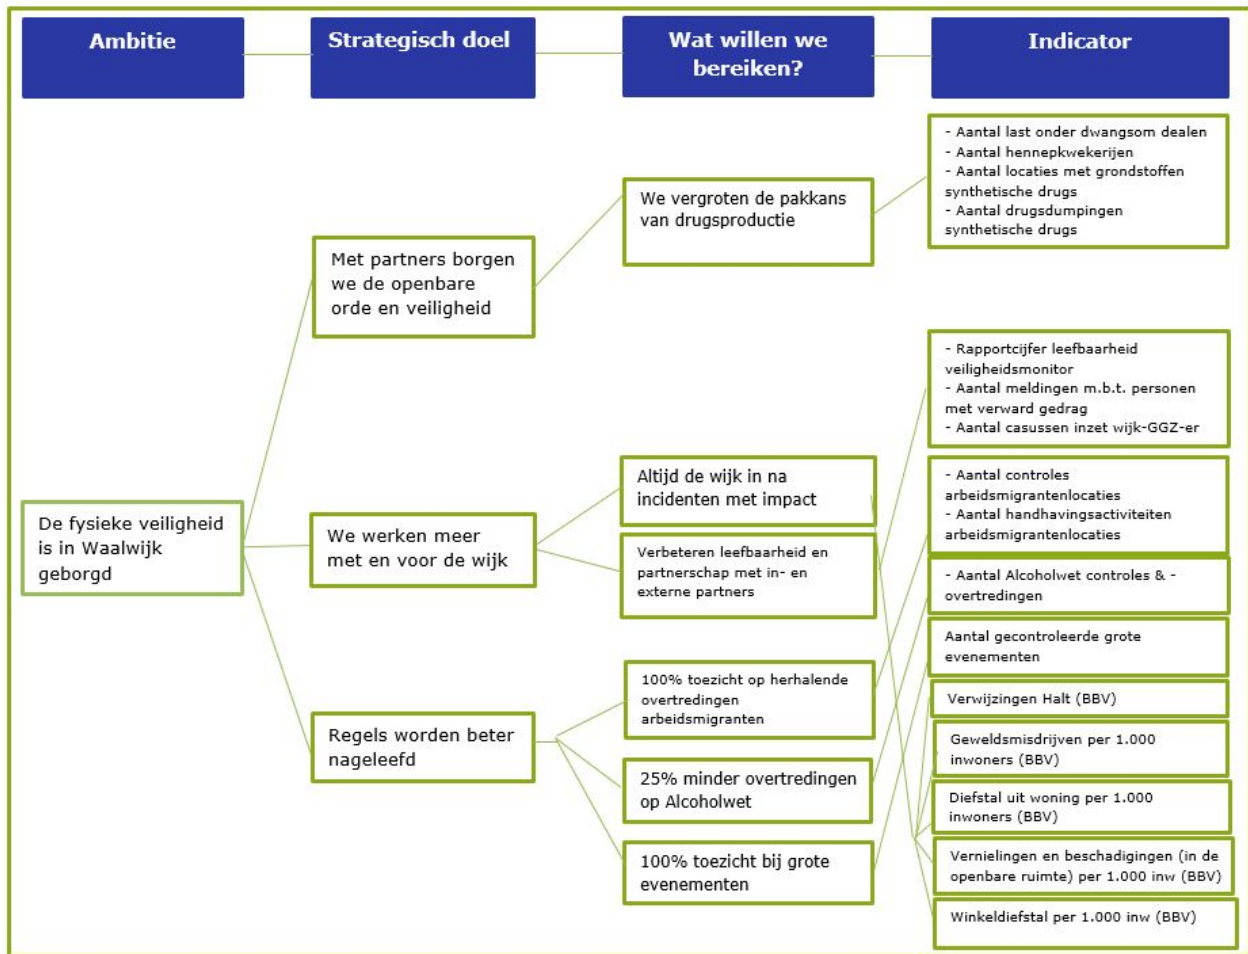 Ambitie
Strategisch doel
Wat willen we
bereiken?
Indicator
De fysieke veiligheid
is in Waalwijk
geborgd
Met partners borgen
we de openbare
orde en veiligheid
We werken meer
met en voor de wijk
Regels worden beter
nageleefd
We vergroten de pakkans
van drugsproductie
Altijd de wijk in na
incidenten met impact
Verbeteren leefbaarheid en
partnerschap met in- en
externe partners
100% toezicht op herhalende
overtredingen
arbeidsmigranten
25% minder overtredingen
op Alcoholwet
100% toezicht bij grote
evenementen
- Aantal last onder dwangsom dealen
- Aantal hennepkwekerijen
- Aantal locaties met grondstoffen
synthetische drugs
- Aantal drugsdumpingen
synthetische drugs
- Rapportcijfer leefbaarheid
veiligheidsmonitor
- Aantal meldingen m.b.t. personen
met verward gedrag
- Aantal casussen inzet wijk-GGZ-er
- Aantal controles
arbeidsmigrantenlocaties
- Aantal handhavingsactiviteiten
arbeidsmigrantenlocaties
- Aantal Alcoholwet controles & -
overtredingen
Aantal gecontroleerde grote
evenementen
Verwijzingen Halt (BBV)
Geweldsmisdrijven per 1.000
inwoners (BBV)
Diefstal uit woning per 1.000
inwoners (BBV)
Vernielingen en beschadigingen (in de
openbare ruimte) per 1.000 inw (BBV)
Winkeldiefstal per 1.000 inw (BBV)